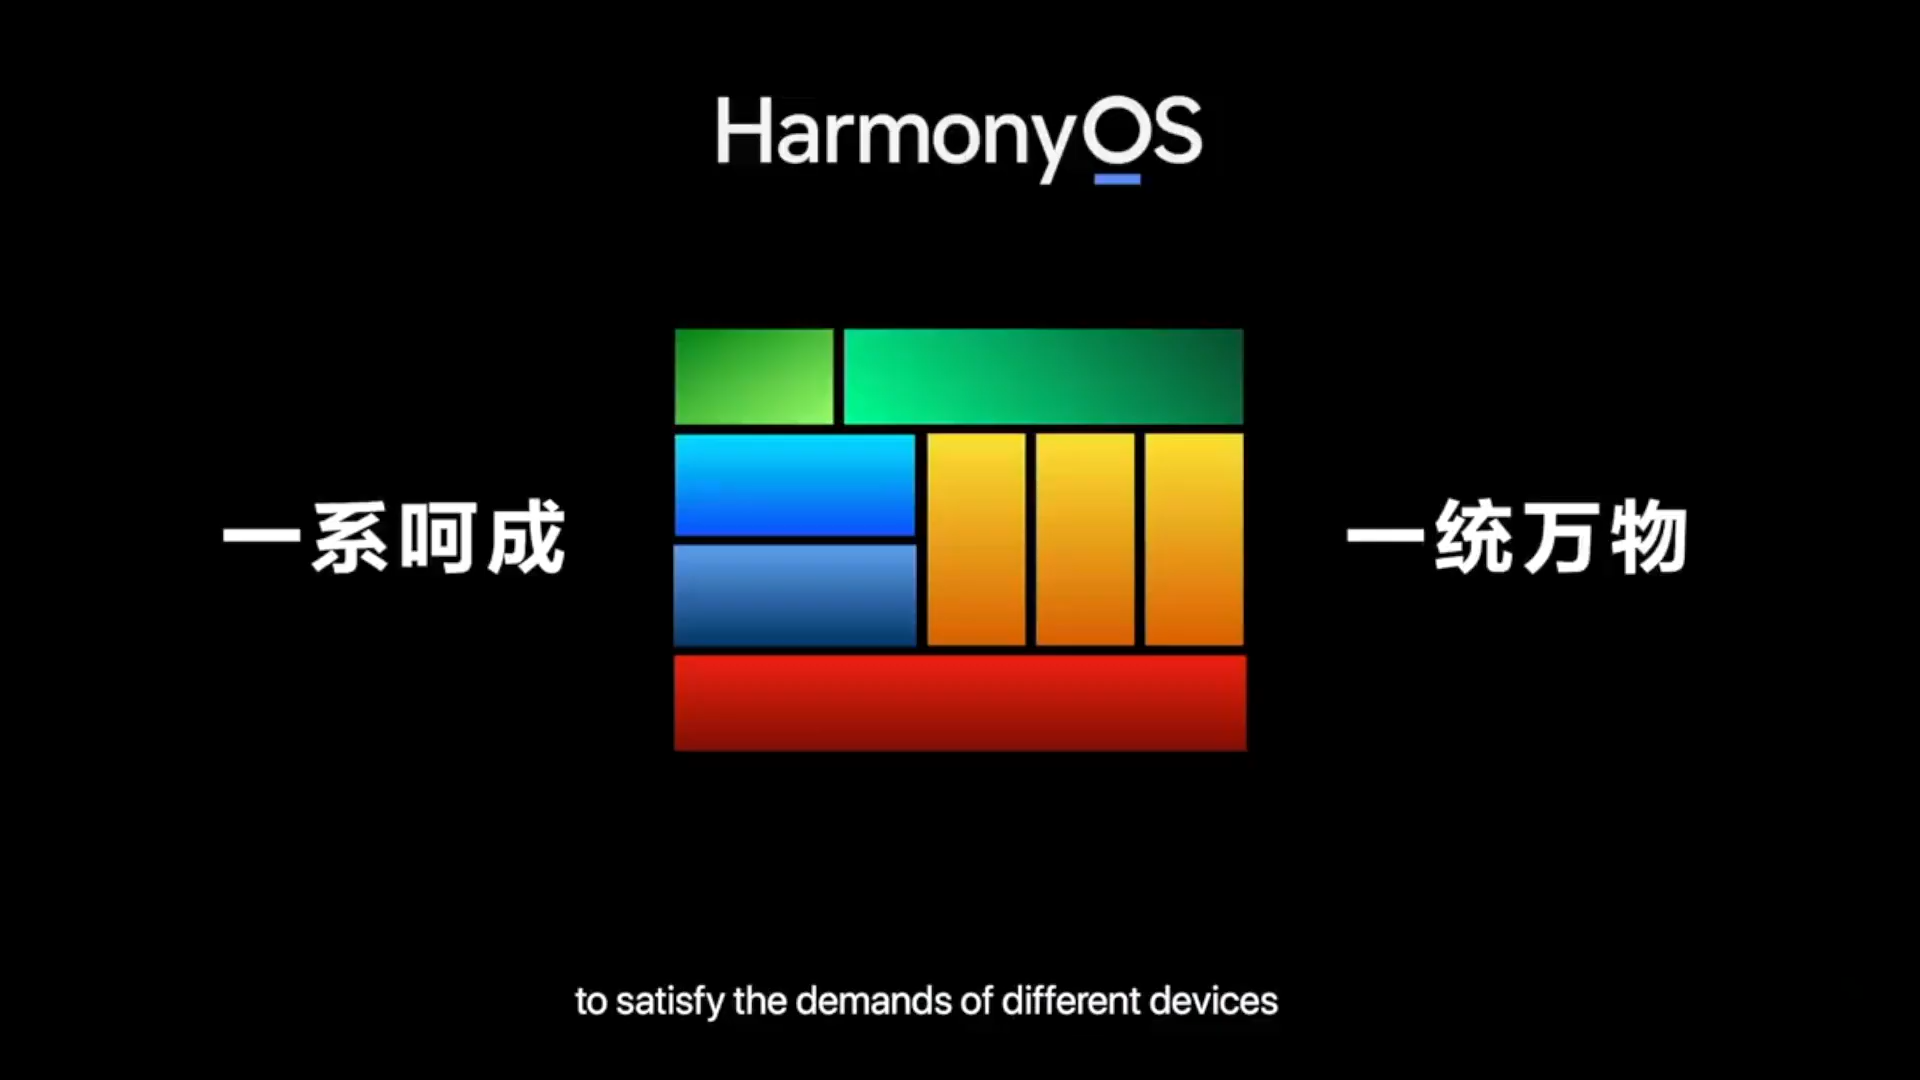 HarmonyOS
一系呵成
一统万物
to satisfy the demands of different devices